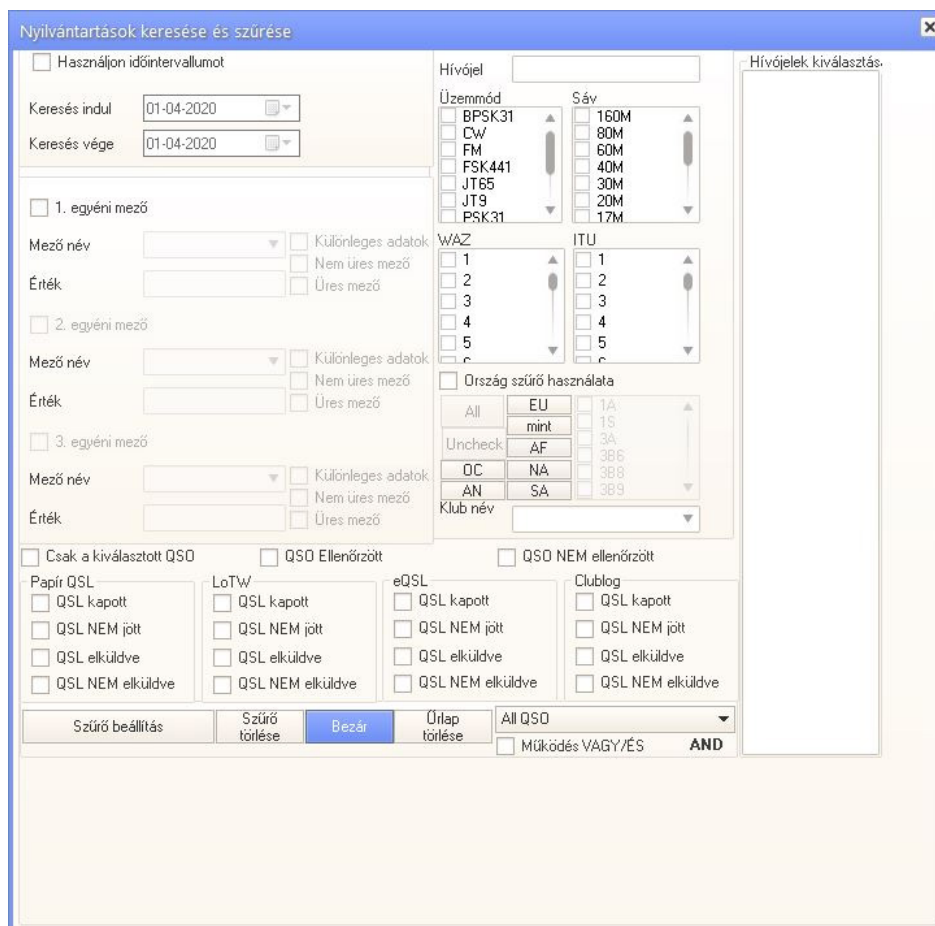 Nyilvántartások keresése és szűrése
Használjon időintervallumot
Keresés indul 01-04-2020
Keresés vége 01-04-2020
1. egyéni mező
Mező név
Különleges adatok
Nem üres mező
Érték
Üres mező
2. egyéni mező
Mező név
Különleges adatok
Nem üres mező
Érték
Üres mező
3. egyéni mező
Mező név
Különleges adatok
Nem üres mező
Érték
Üres mező
Hívójel
Üzemmód
BPSK31
CW
FM
FSK441
JT65
JT9
PSK31
Sáv
160M
80M
60M
40M
30M
20M
17M
WAZ
1
2
3
4
5
ITU
1
2
3
4
5
Ország szűrő használata
All
EU
mint
Uncheck
AF
OC
NA
AN
SA
1A
1S
3A
3B6
3B8
3B9
Klub név
Hívójelek kiválasztás
Csak a kiválasztott QSO
QSO Ellenőrzött
QSO NEM ellenőrzött
Papír QSL
QSL kapott
QSL NEM jött
QSL elküldve
QSL NEM elküldve
LoTW
QSL kapott
QSL NEM jött
QSL elküldve
QSL NEM elküldve
eQSL
QSL kapott
QSL NEM jött
QSL elküldve
QSL NEM elküldve
Clublog
QSL kapott
QSL NEM jött
QSL elküldve
QSL NEM elküldve
Szűrő beállítás
Szűrő
törlése
Bezár
Űrlap
törlése
All QSO
Működés VAGY/ÉS
AND